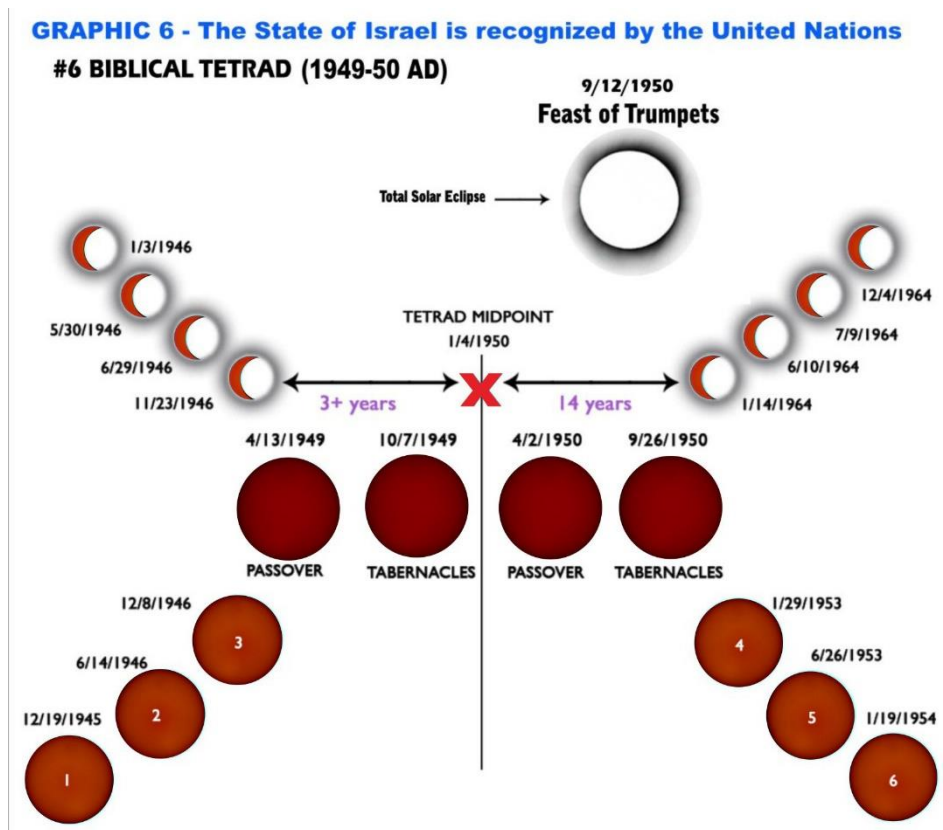 GRAPHIC 6 - The State of Israel is recognized by the United Nations
#6 BIBLICAL TETRAD (1949-50 AD)
9/12/1950
Feast of Trumpets
Total Solar Eclipse
1/3/1946
5/30/1946
6/29/1946
11/23/1946
12/4/1964
7/9/1964
6/10/1964
1/14/1964
TETRAD MIDPOINT
1/4/1950
X
3+ years
14 years
4/13/1949
10/7/1949
4/2/1950
9/26/1950
PASSOVER
TABERNACLES
PASSOVER
TABERNACLES
12/8/1946
3
6/14/1946
2
12/19/1945
1
1/29/1953
4
6/26/1953
5
1/19/1954
6